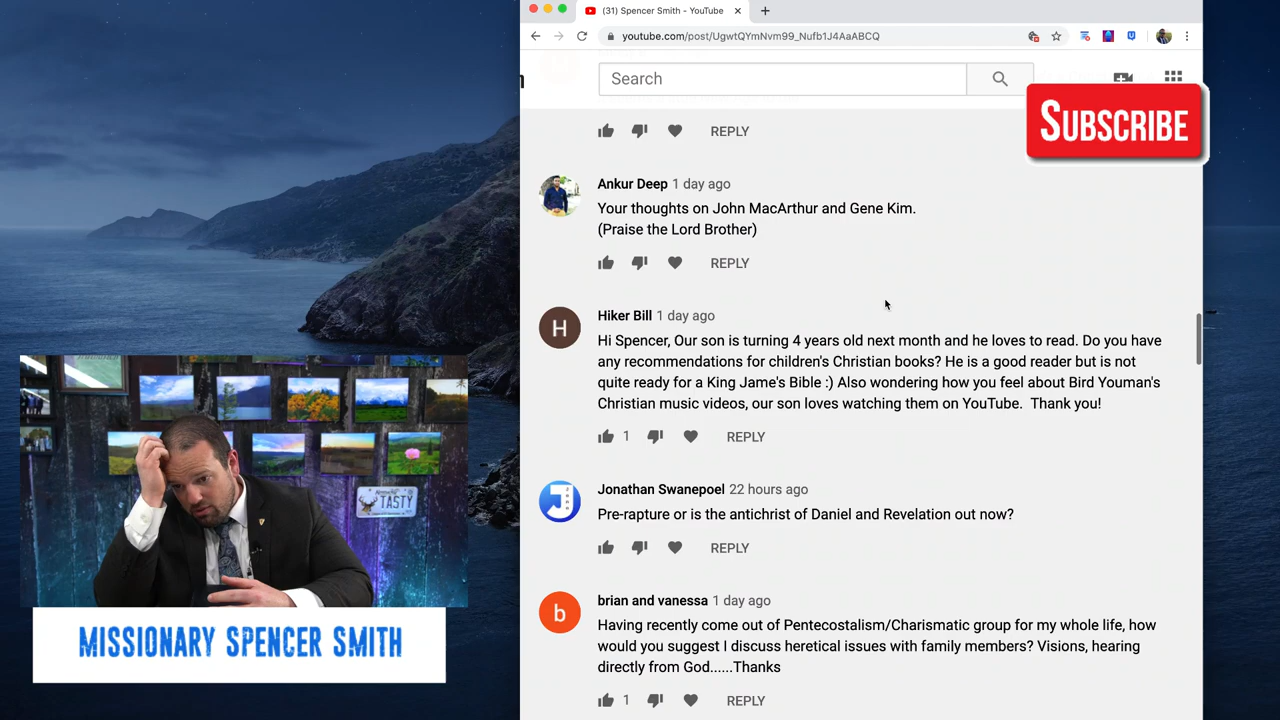 (31) Spencer Smith - YouTube
youtube.com/post/UgwtQYmNvm99_Nufb1J4AaABCQ
Search
SUBSCRIBE
REPLY
Ankur Deep 1 day ago
Your thoughts on John MacArthur and Gene Kim.
(Praise the Lord Brother)
REPLY
H
Hiker Bill 1 day ago
Hi Spencer, Our son is turning 4 years old next month and he loves to read. Do you have
any recommendations for children's Christian books? He is a good reader but is not
quite ready for a King Jame's Bible :) Also wondering how you feel about Bird Youman's
Christian music videos, our son loves watching them on YouTube.  Thank you!
1 REPLY
Jonathan Swanepoel 22 hours ago
Pre-rapture or is the antichrist of Daniel and Revelation out now?
REPLY
b
brian and vanessa 1 day ago
Having recently come out of Pentecostalism/Charismatic group for my whole life, how
would you suggest I discuss heretical issues with family members? Visions, hearing
directly from God......Thanks
1 REPLY
TASTY
MISSIONARY SPENCER SMITH